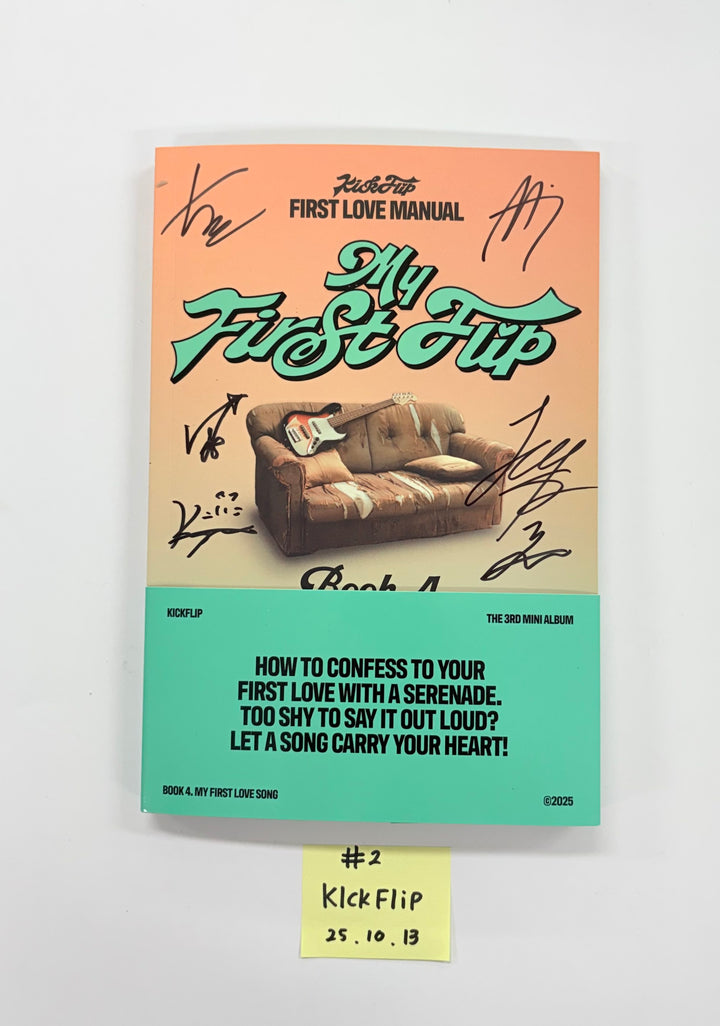 KickFlip
FIRST LOVE MANUAL
My
First Flip
Book 4
KICKFLIP
THE 3RD MINI ALBUM
HOW TO CONFESS TO YOUR
FIRST LOVE WITH A SERENADE.
TOO SHY TO SAY IT OUT LOUD?
LET A SONG CARRY YOUR HEART!
BOOK 4. MY FIRST LOVE SONG
©2025
#2
KIckFlip
25.10.13